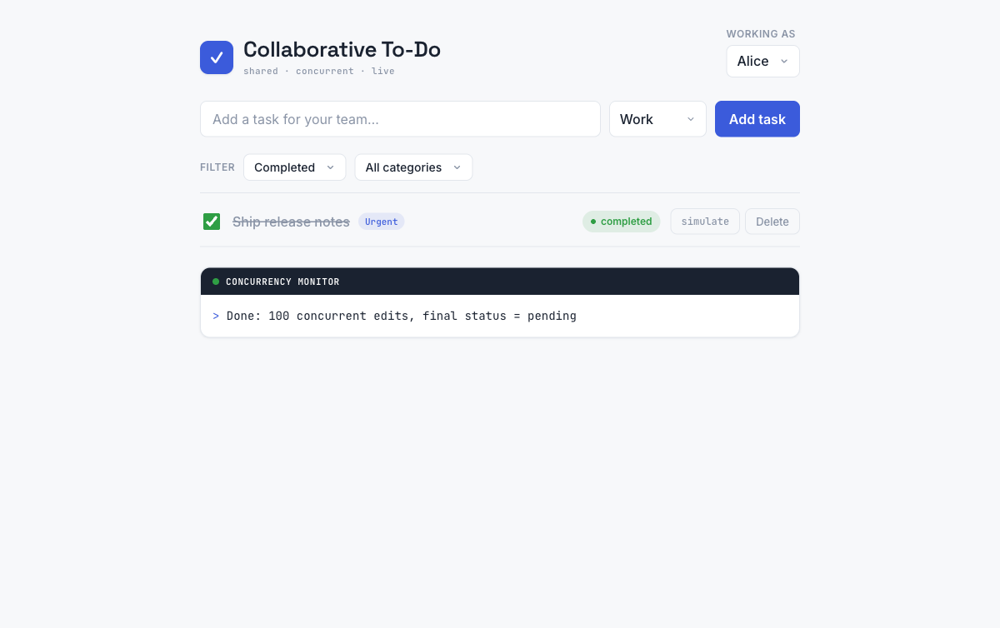 Collaborative To-Do
shared · concurrent · live
WORKING AS
Alice
Add a task for your team...
Work
Add task
FILTER
Completed
All categories
Ship release notes
Urgent
completed
simulate
Delete
CONCURRENCY MONITOR
> Done: 100 concurrent edits, final status = pending